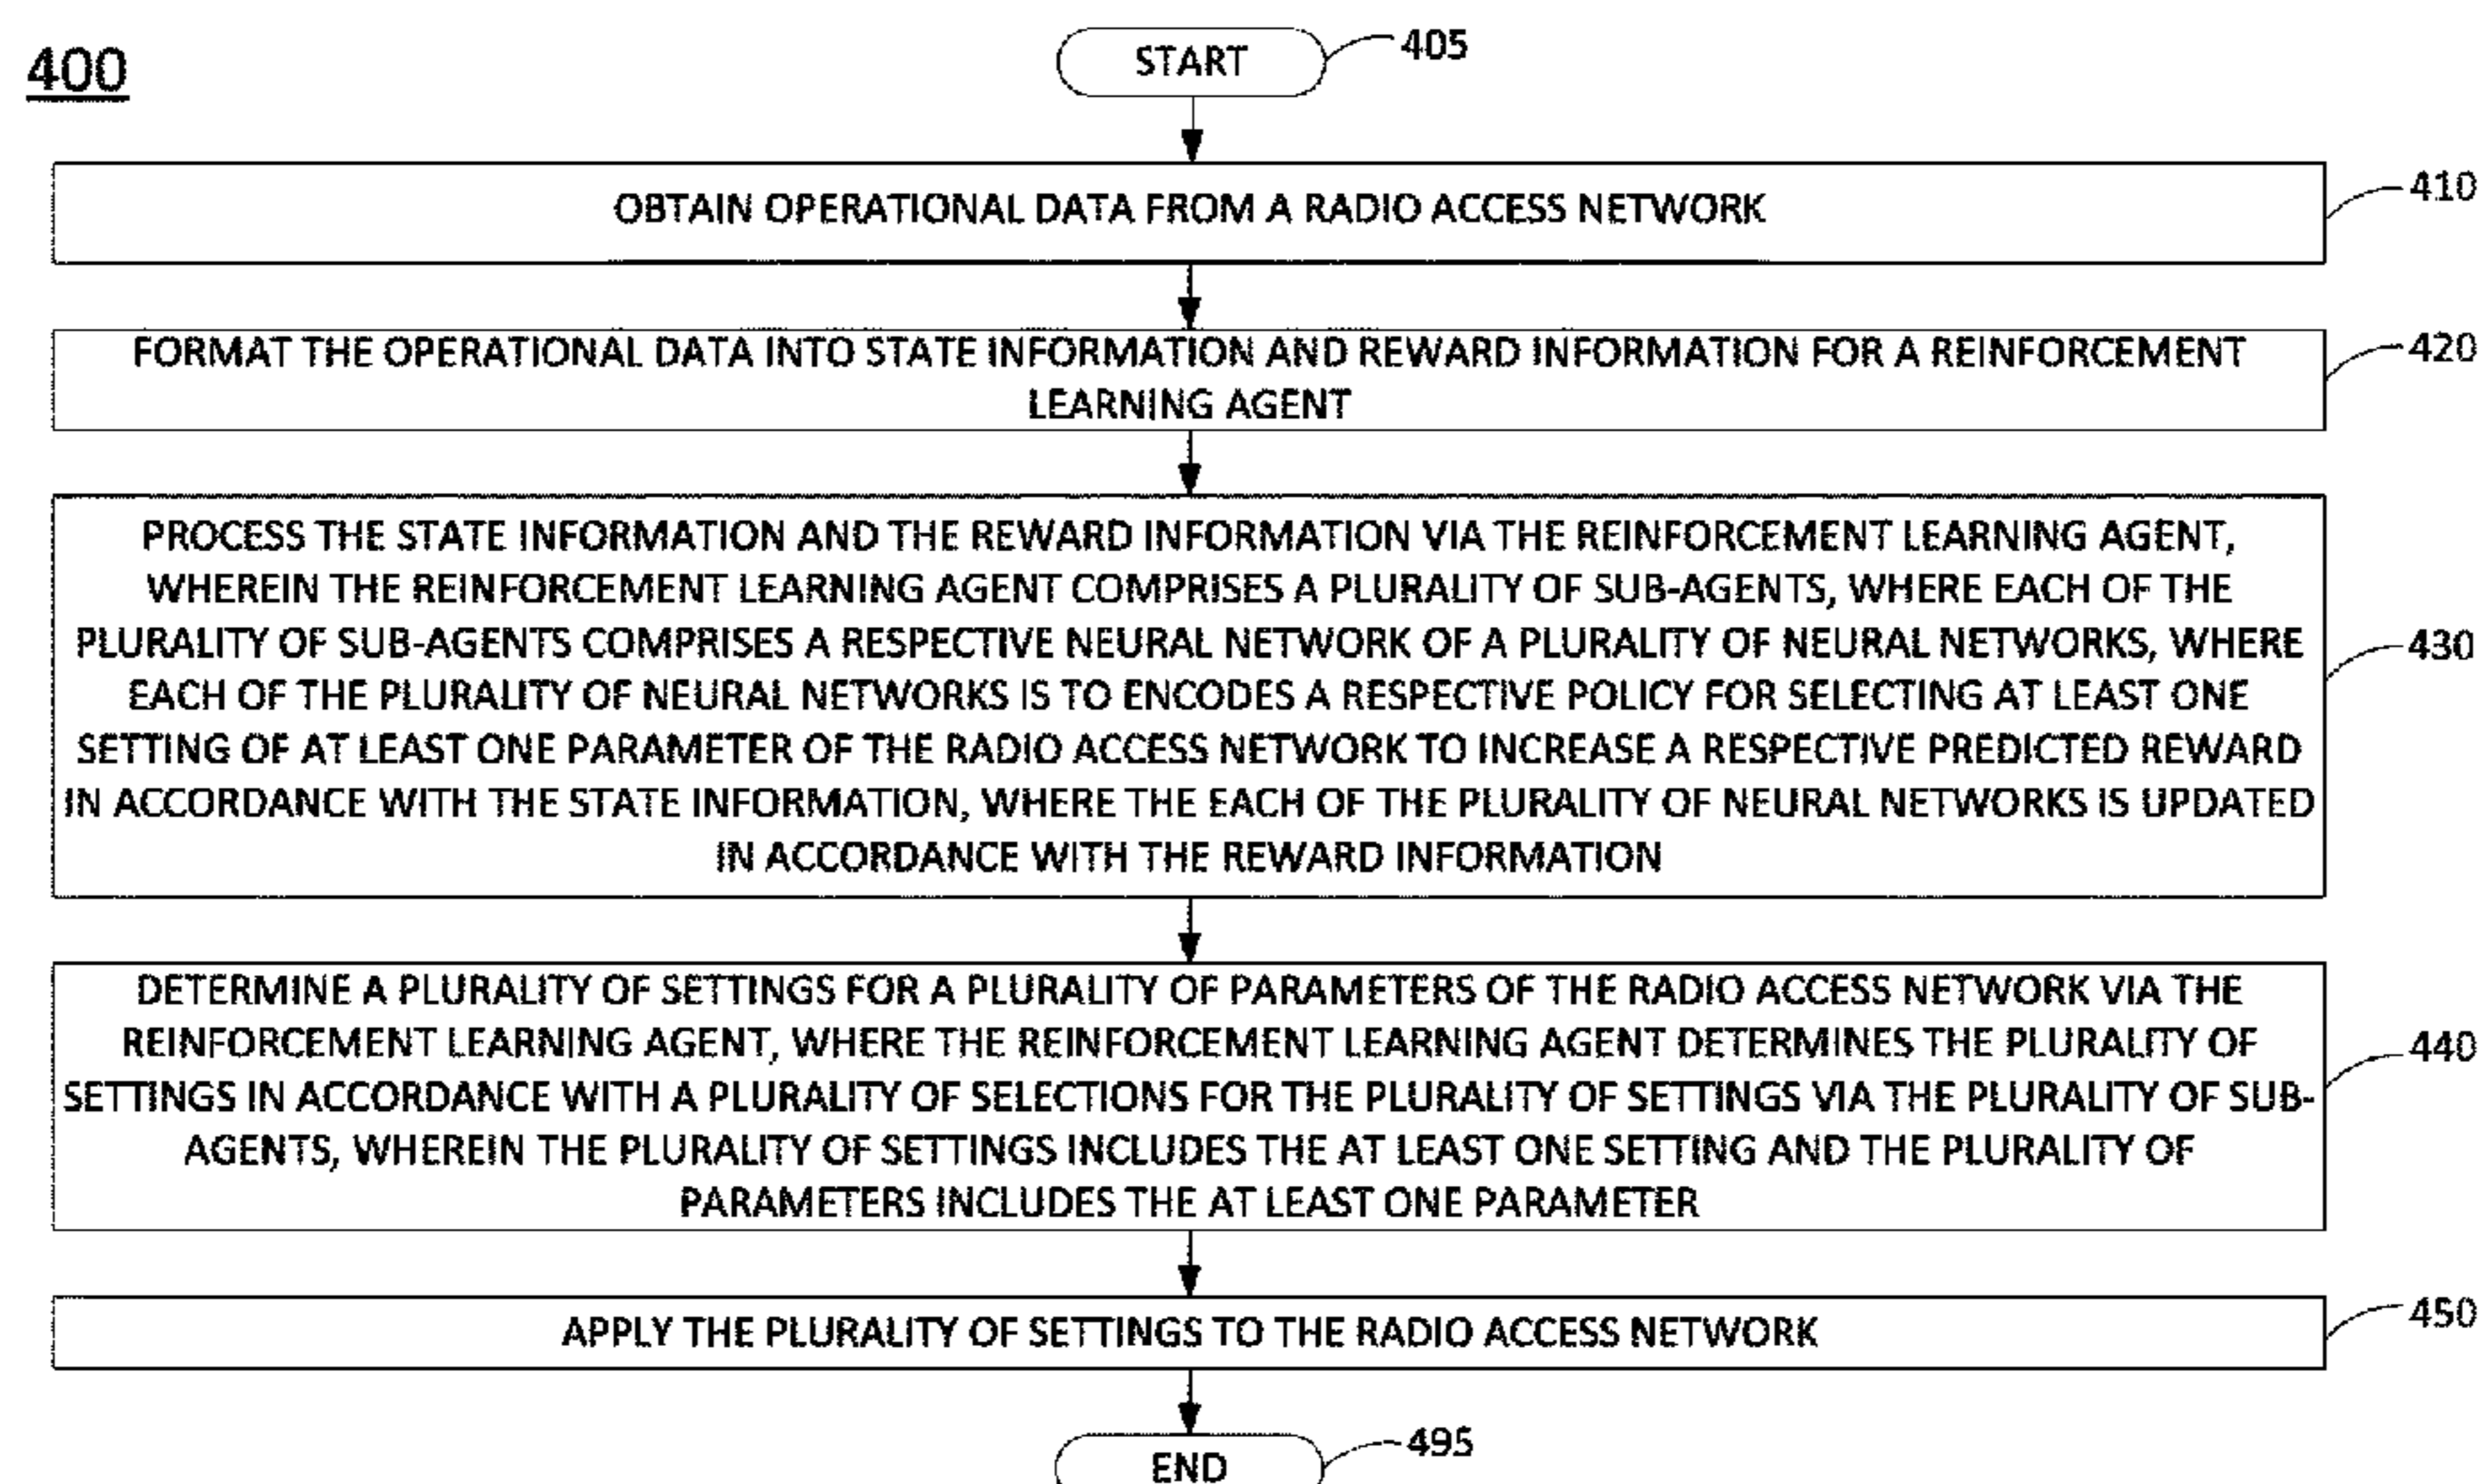 400
START
405
OBTAIN OPERATIONAL DATA FROM A RADIO ACCESS NETWORK
410
FORMAT THE OPERATIONAL DATA INTO STATE INFORMATION AND REWARD INFORMATION FOR A REINFORCEMENT
LEARNING AGENT
420
PROCESS THE STATE INFORMATION AND THE REWARD INFORMATION VIA THE REINFORCEMENT LEARNING AGENT,
WHEREIN THE REINFORCEMENT LEARNING AGENT COMPRISES A PLURALITY OF SUB-AGENTS, WHERE EACH OF THE
PLURALITY OF SUB-AGENTS COMPRISES A RESPECTIVE NEURAL NETWORK OF A PLURALITY OF NEURAL NETWORKS, WHERE
EACH OF THE PLURALITY OF NEURAL NETWORKS IS TO ENCODES A RESPECTIVE POLICY FOR SELECTING AT LEAST ONE
SETTING OF AT LEAST ONE PARAMETER OF THE RADIO ACCESS NETWORK TO INCREASE A RESPECTIVE PREDICTED REWARD
IN ACCORDANCE WITH THE STATE INFORMATION, WHERE THE EACH OF THE PLURALITY OF NEURAL NETWORKS IS UPDATED
IN ACCORDANCE WITH THE REWARD INFORMATION
430
DETERMINE A PLURALITY OF SETTINGS FOR A PLURALITY OF PARAMETERS OF THE RADIO ACCESS NETWORK VIA THE
REINFORCEMENT LEARNING AGENT, WHERE THE REINFORCEMENT LEARNING AGENT DETERMINES THE PLURALITY OF
SETTINGS IN ACCORDANCE WITH A PLURALITY OF SELECTIONS FOR THE PLURALITY OF SETTINGS VIA THE PLURALITY OF SUB-
AGENTS, WHEREIN THE PLURALITY OF SETTINGS INCLUDES THE AT LEAST ONE SETTING AND THE PLURALITY OF
PARAMETERS INCLUDES THE AT LEAST ONE PARAMETER
440
APPLY THE PLURALITY OF SETTINGS TO THE RADIO ACCESS NETWORK
450
END
495